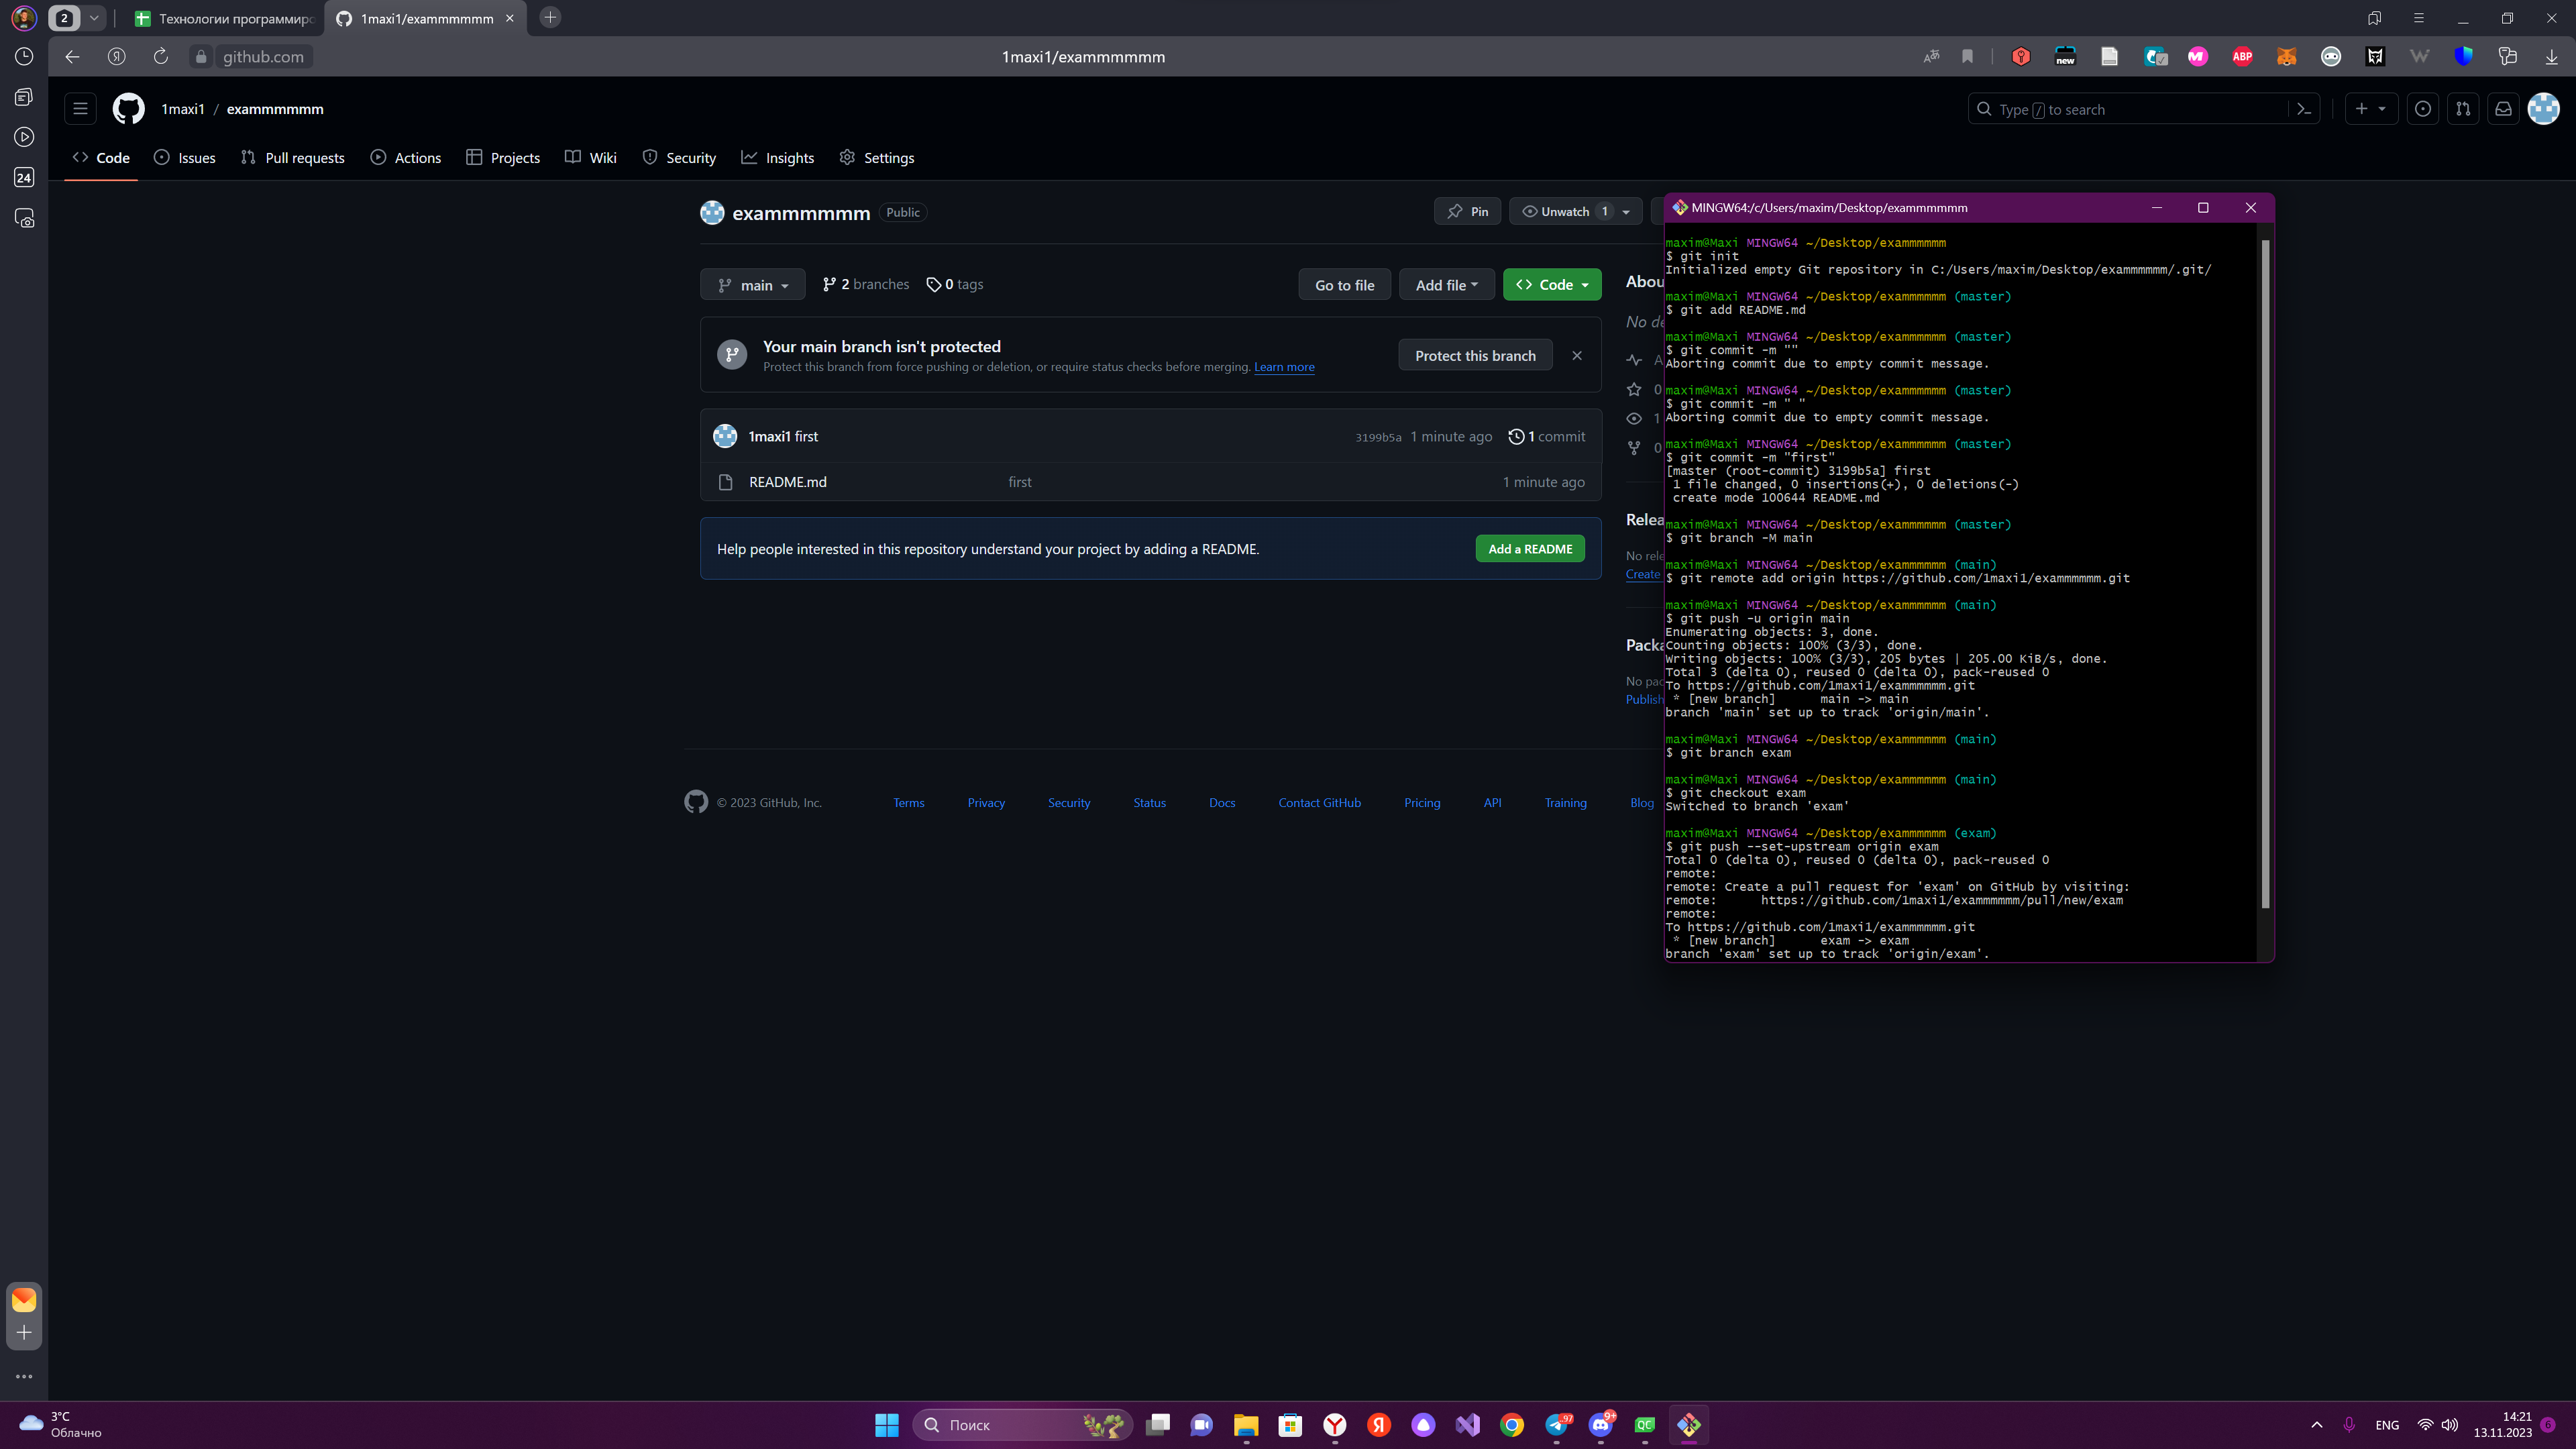 2
Технологии программирс
1maxi1/exammmmmm
github.com
1maxi1/exammmmmm
new
ABP
24
1maxi1 / exammmmmm
Type / to search
Code
Issues
Pull requests
Actions
Projects
Wiki
Security
Insights
Settings
exammmmmm
Public
Pin
Unwatch 1
main
2 branches
0 tags
Go to file
Add file
Code
Your main branch isn't protected
Protect this branch from force pushing or deletion, or require status checks before merging. Learn more
Protect this branch
1maxi1 first
3199b5a 1 minute ago
1 commit
README.md
first
1 minute ago
Help people interested in this repository understand your project by adding a README.
Add a README
Abou
No de
A
0
1
0
Relea
No rele
Create
Packa
No pac
Publish
© 2023 GitHub, Inc.
Terms
Privacy
Security
Status
Docs
Contact GitHub
Pricing
API
Training
Blog
MINGW64:/c/Users/maxim/Desktop/exammmmmm
maxim@Maxi MINGW64 ~/Desktop/exammmmmm
$ git init
Initialized empty Git repository in C:/Users/maxim/Desktop/exammmmmm/.git/
maxim@Maxi MINGW64 ~/Desktop/exammmmmm (master)
$ git add README.md
maxim@Maxi MINGW64 ~/Desktop/exammmmmm (master)
$ git commit -m ""
Aborting commit due to empty commit message.
maxim@Maxi MINGW64 ~/Desktop/exammmmmm (master)
$ git commit -m " "
Aborting commit due to empty commit message.
maxim@Maxi MINGW64 ~/Desktop/exammmmmm (master)
$ git commit -m "first"
[master (root-commit) 3199b5a] first
1 file changed, 0 insertions(+), 0 deletions(-)
create mode 100644 README.md
maxim@Maxi MINGW64 ~/Desktop/exammmmmm (master)
$ git branch -M main
maxim@Maxi MINGW64 ~/Desktop/exammmmmm (main)
$ git remote add origin https://github.com/1maxi1/exammmmmm.git
maxim@Maxi MINGW64 ~/Desktop/exammmmmm (main)
$ git push -u origin main
Enumerating objects: 3, done.
Counting objects: 100% (3/3), done.
Writing objects: 100% (3/3), 205 bytes | 205.00 KiB/s, done.
Total 3 (delta 0), reused 0 (delta 0), pack-reused 0
To https://github.com/1maxi1/exammmmmm.git
* [new branch] main -> main
branch 'main' set up to track 'origin/main'.
maxim@Maxi MINGW64 ~/Desktop/exammmmmm (main)
$ git branch exam
maxim@Maxi MINGW64 ~/Desktop/exammmmmm (main)
$ git checkout exam
Switched to branch 'exam'
maxim@Maxi MINGW64 ~/Desktop/exammmmmm (exam)
$ git push --set-upstream origin exam
Total 0 (delta 0), reused 0 (delta 0), pack-reused 0
remote:
remote: Create a pull request for 'exam' on GitHub by visiting:
remote: https://github.com/1maxi1/exammmmmm/pull/new/exam
remote:
To https://github.com/1maxi1/exammmmmm.git
* [new branch] exam -> exam
branch 'exam' set up to track 'origin/exam'.
3°C
Облачно
Поиск
97
9+
QC
ENG
14:21
13.11.2023
6